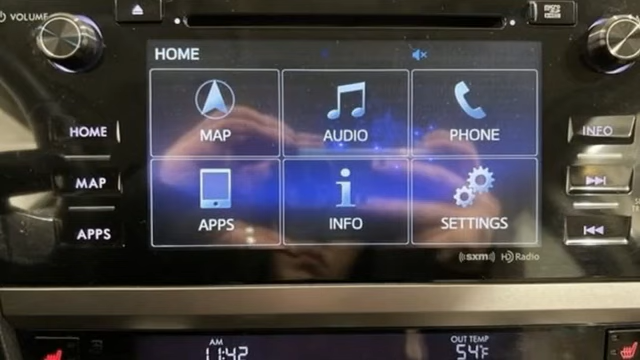 VOLUME
HOME
MAP
AUDIO
PHONE
APPS
INFO
SETTINGS
HOME
MAP
APPS
INFO
((sxm)) HD Radio
AM
11:42
OUT TEMP
54°F